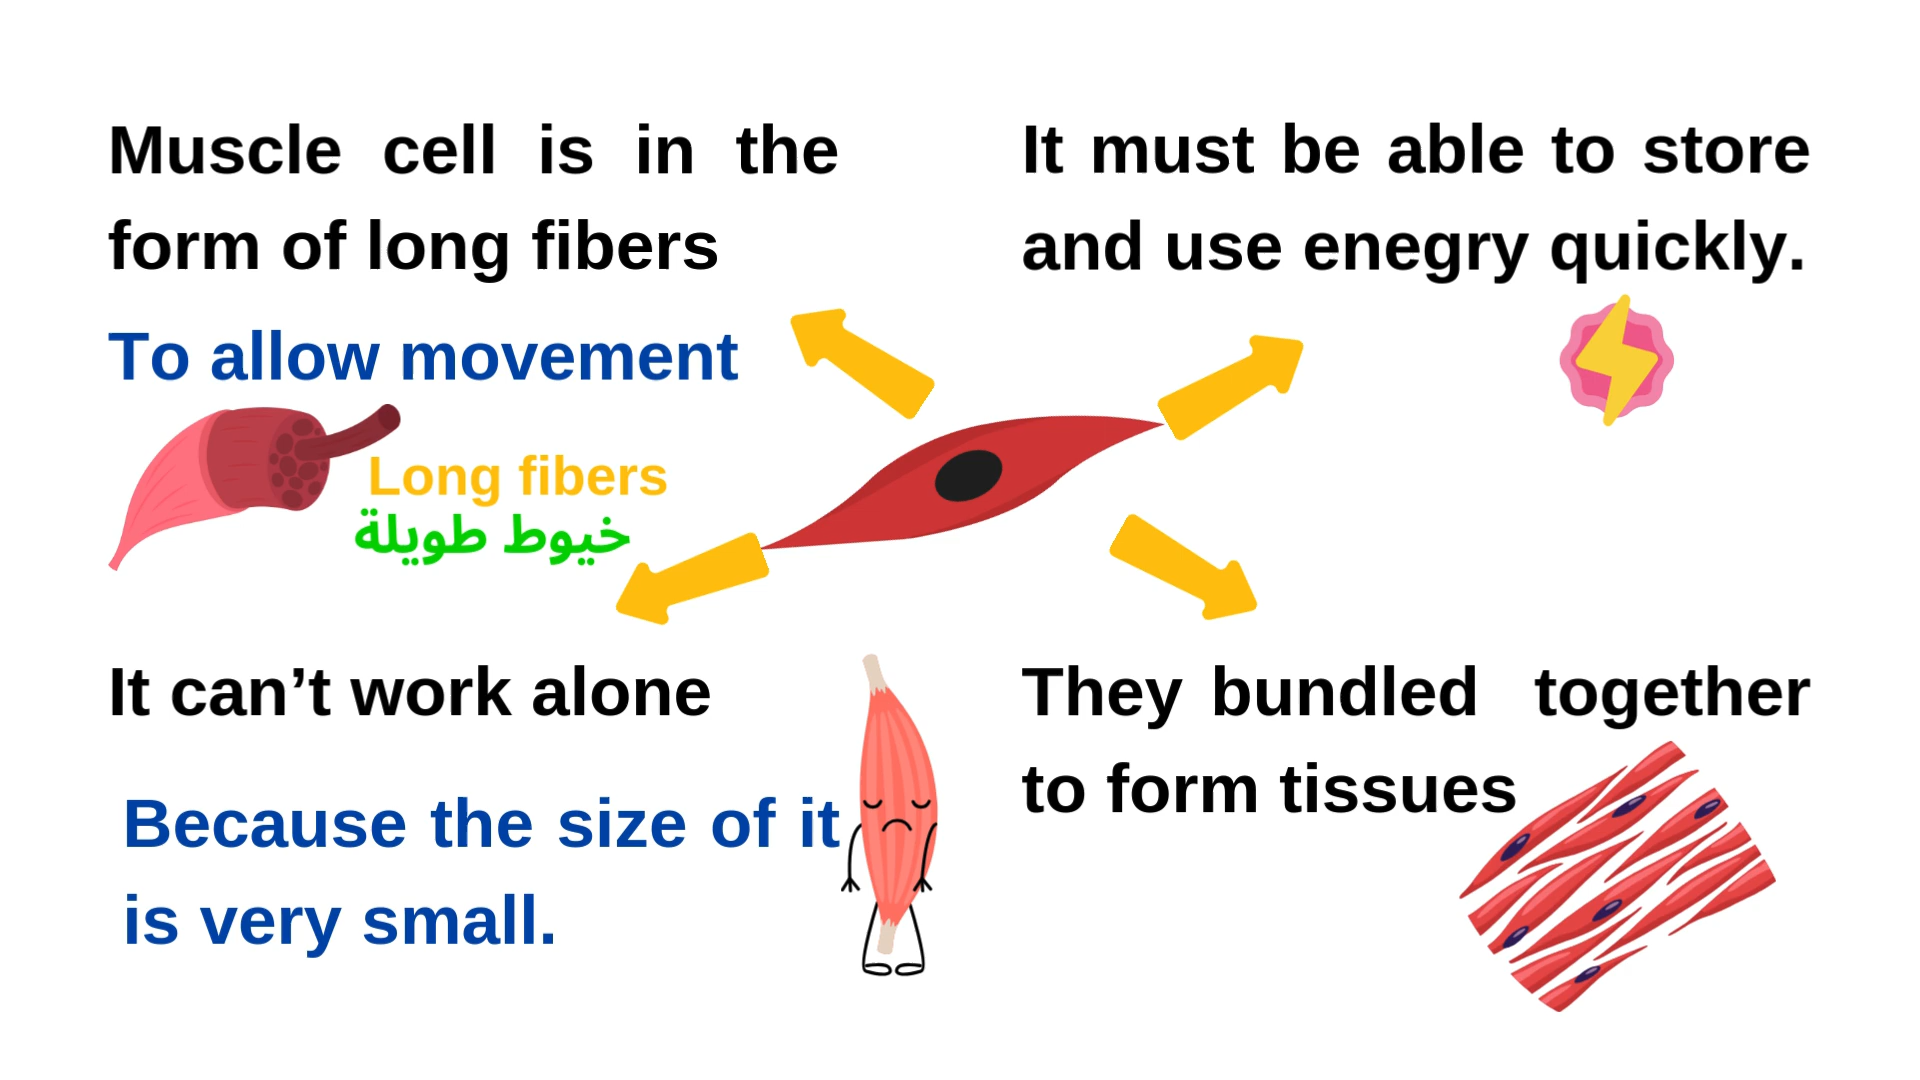 Muscle cell is in the
form of long fibers
To allow movement
Long fibers
خيوط طويلة
It must be able to store
and use enegry quickly.
It can’t work alone
Because the size of it
is very small.
They bundled together
to form tissues